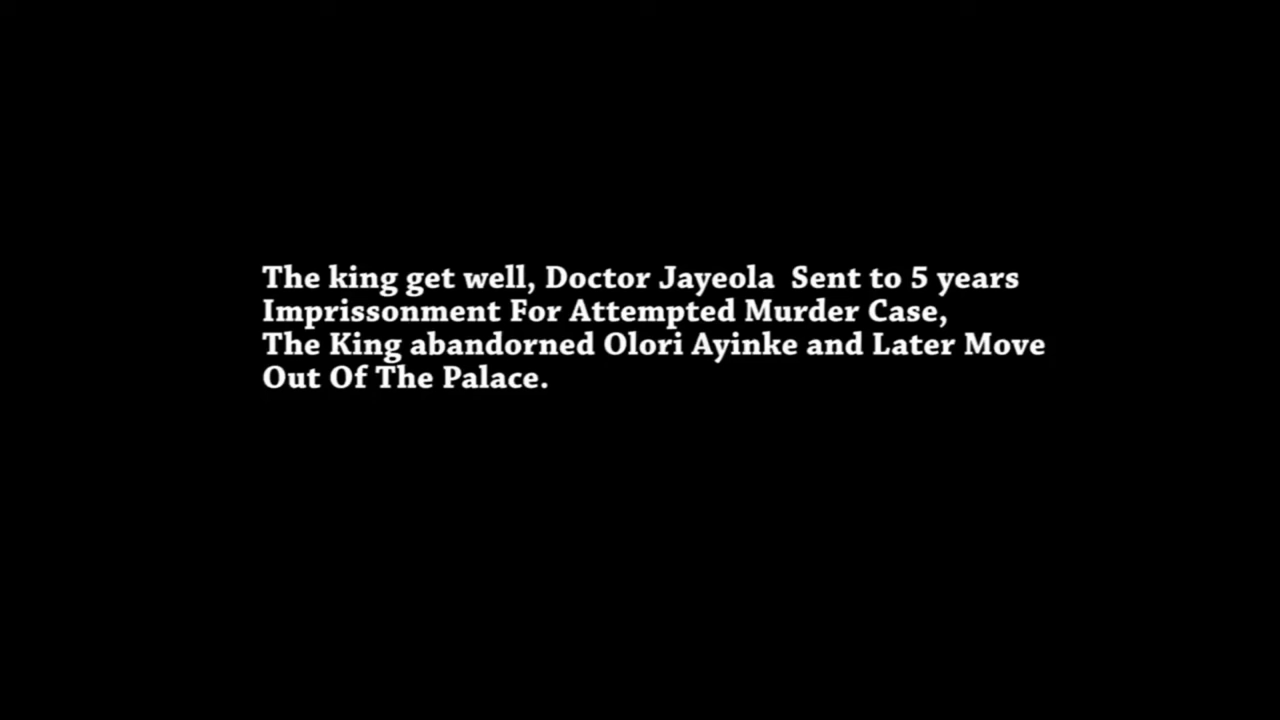 The king get well, Doctor Jayeola  Sent to 5 years
Imprissonment For Attempted Murder Case,
The King abandorned Olori Ayinke and Later Move
Out Of The Palace.